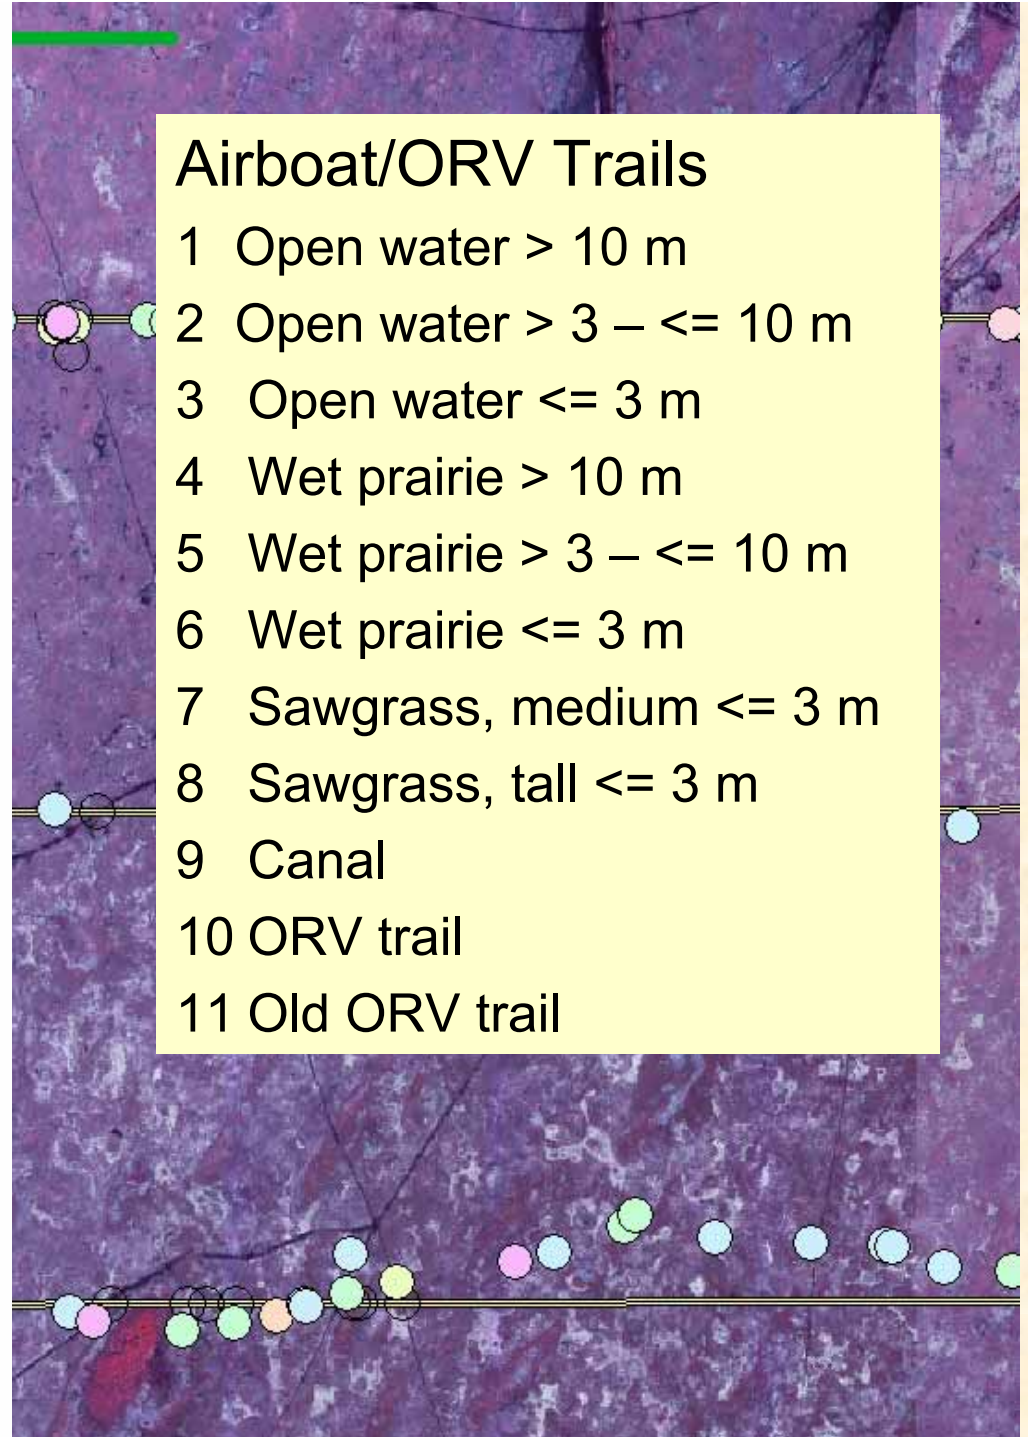 Airboat/ORV Trails
1 Open water > 10 m
2 Open water > 3 – <= 10 m
3 Open water <= 3 m
4 Wet prairie > 10 m
5 Wet prairie > 3 – <= 10 m
6 Wet prairie <= 3 m
7 Sawgrass, medium <= 3 m
8 Sawgrass, tall <= 3 m
9 Canal
10 ORV trail
11 Old ORV trail